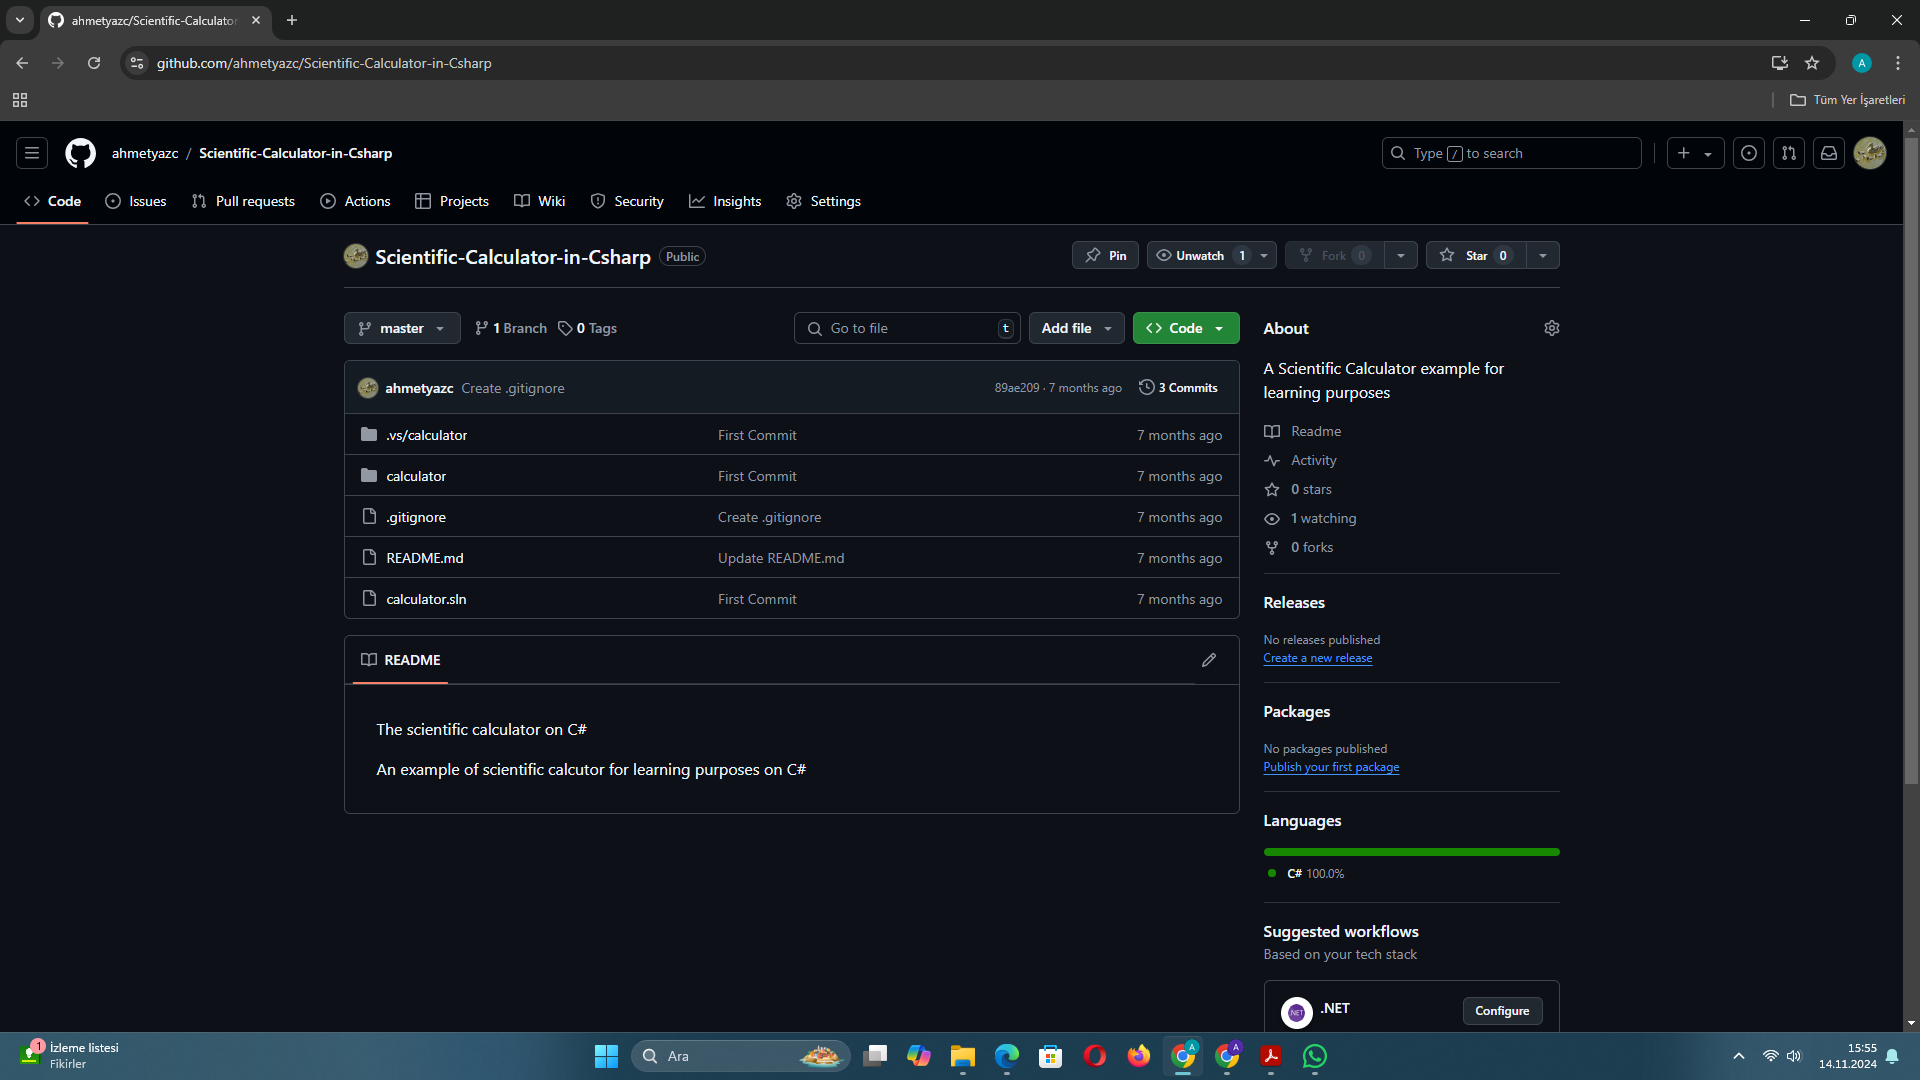 ahmetyazc/Scientific-Calculator
github.com/ahmetyazc/Scientific-Calculator-in-Csharp
A
Tüm Yer İşaretleri
ahmetyazc / Scientific-Calculator-in-Csharp
Type / to search
Code Issues Pull requests Actions Projects Wiki Security Insights Settings
Scientific-Calculator-in-Csharp Public
Pin Unwatch 1 Fork 0 Star 0
master 1 Branch 0 Tags Go to file t Add file Code
ahmetyazc Create .gitignore 89ae209 · 7 months ago 3 Commits
.vs/calculator First Commit 7 months ago
calculator First Commit 7 months ago
.gitignore Create .gitignore 7 months ago
README.md Update README.md 7 months ago
calculator.sln First Commit 7 months ago
README
The scientific calculator on C#
An example of scientific calcutor for learning purposes on C#
About
A Scientific Calculator example for
learning purposes
Readme
Activity
0 stars
1 watching
0 forks
Releases
No releases published
Create a new release
Packages
No packages published
Publish your first package
Languages
C# 100.0%
Suggested workflows
Based on your tech stack
.NET
.NET
Configure
1
İzleme listesi
Fikirler
Ara
A
A
15:55
14.11.2024